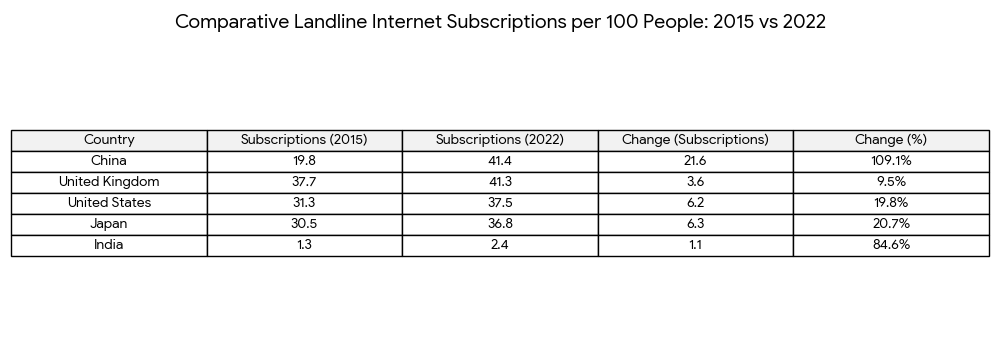 Comparative Landline Internet Subscriptions per 100 People: 2015 vs 2022
Country Subscriptions (2015) Subscriptions (2022) Change (Subscriptions) Change (%)
China 19.8 41.4 21.6 109.1%
United Kingdom 37.7 41.3 3.6 9.5%
United States 31.3 37.5 6.2 19.8%
Japan 30.5 36.8 6.3 20.7%
India 1.3 2.4 1.1 84.6%